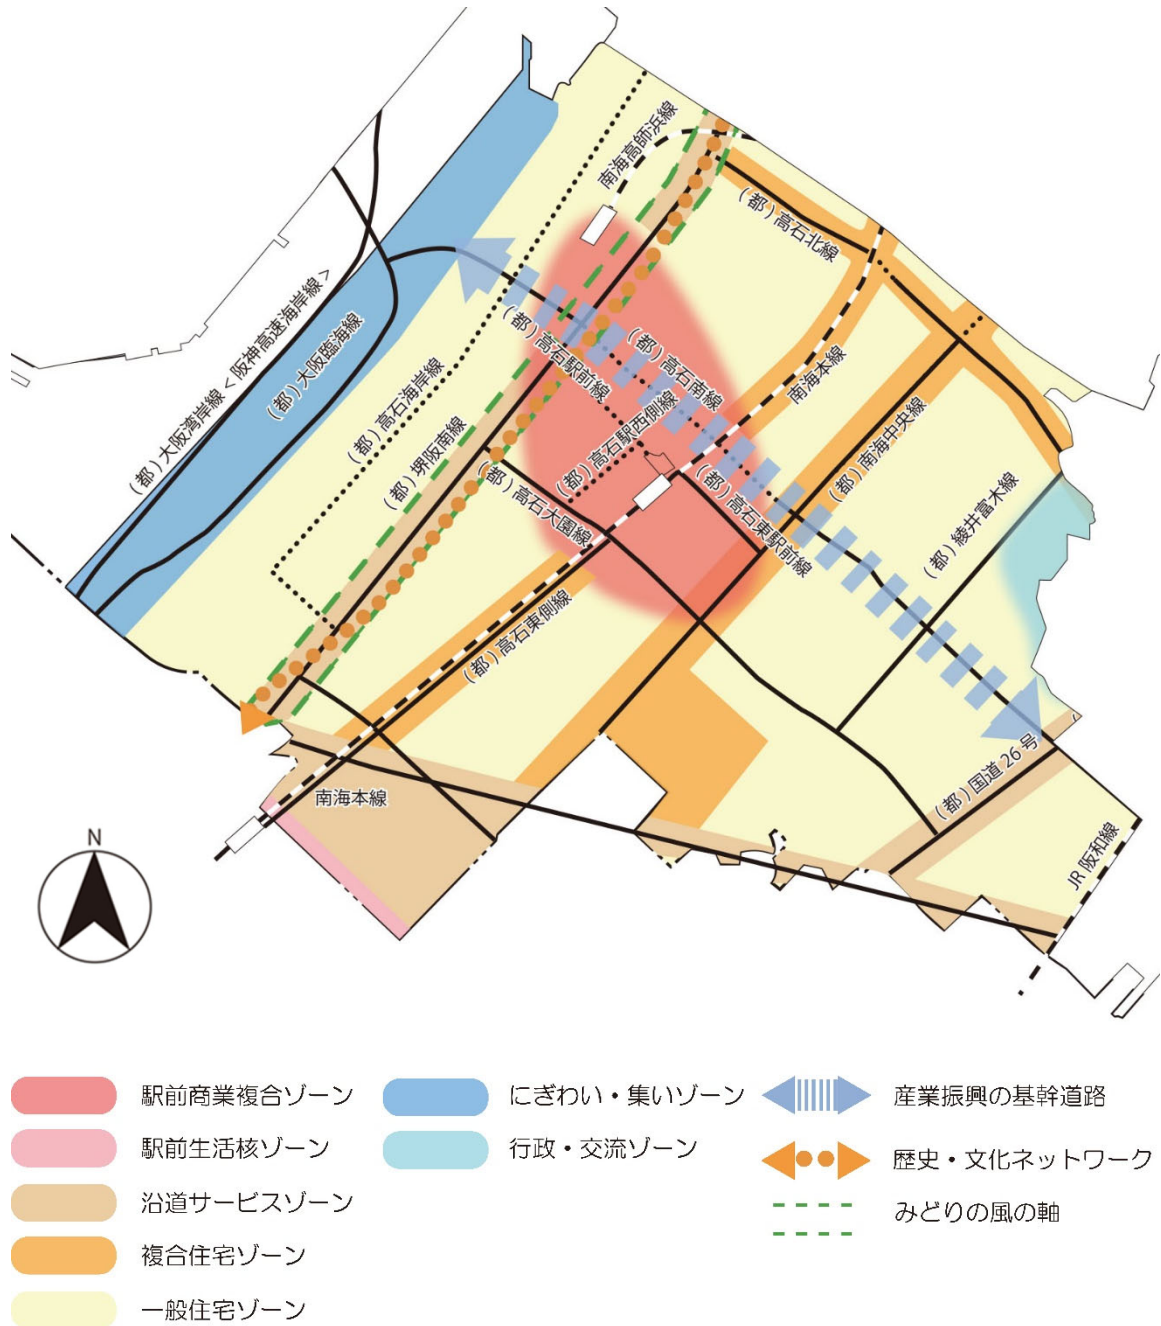 南海高師浜線
(都)高石北線
(都)大阪湾岸線<阪神高速海岸線>
(都)大阪臨海線
(都)高石海岸線
(都)堺阪南線
(都)高石駅前線
(都)高石南線
南海本線
(都)高石駅西側線
(都)高石大園線
(都)高石東駅前線
(都)南海中央線
(都)綾井富木線
(都)高石東側線
南海本線
(都)国道26号
JR阪和線
N
駅前商業複合ゾーン
駅前生活核ゾーン
沿道サービスゾーン
複合住宅ゾーン
一般住宅ゾーン
にぎわい・集いゾーン
行政・交流ゾーン
産業振興の基幹道路
歴史・文化ネットワーク
みどりの風の軸